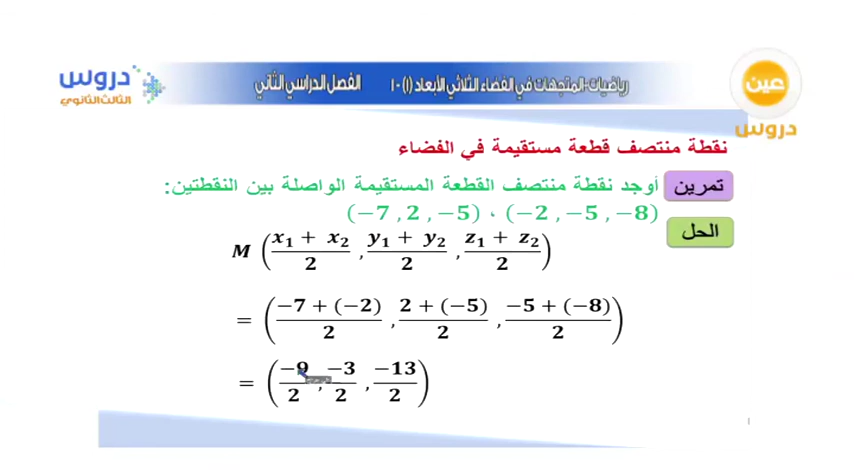 دروس
الثالث الثانوي
رياضيات-المتجهات في الفضاء الثلاثي الأبعاد (١) -١٠ الفصل الدراسي الثاني
عين
دروس
نقطة منتصف قطعة مستقيمة في الفضاء
تمرين أوجد نقطة منتصف القطعة المستقيمة الواصلة بين النقطتين:
(−7 , 2 , −5) ، (−2 , −5 , −8)
الحل
M ( (x₁ + x₂)/2 , (y₁ + y₂)/2 , (z₁ + z₂)/2 )
= ( (−7 + (−2))/2 , (2 + (−5))/2 , (−5 + (−8))/2 )
= ( −9/2 , −3/2 , −13/2 )